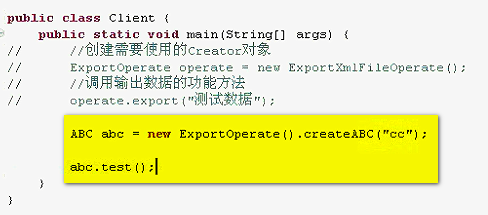 public class Client {
public static void main(String[] args) {
// //创建需要使用的Creator对象
// ExportOperate operate = new ExportXmlFileOperate();
// //调用输出数据的功能方法
// operate.export("测试数据");
ABC abc = new ExportOperate().createABC("cc");
abc.test();
}
}